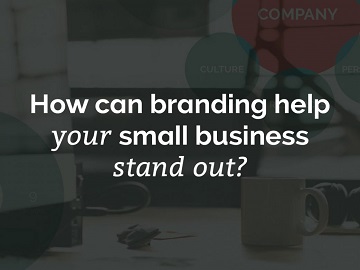 COMPANY
CULTURE
How can branding help
your small business
stand out?